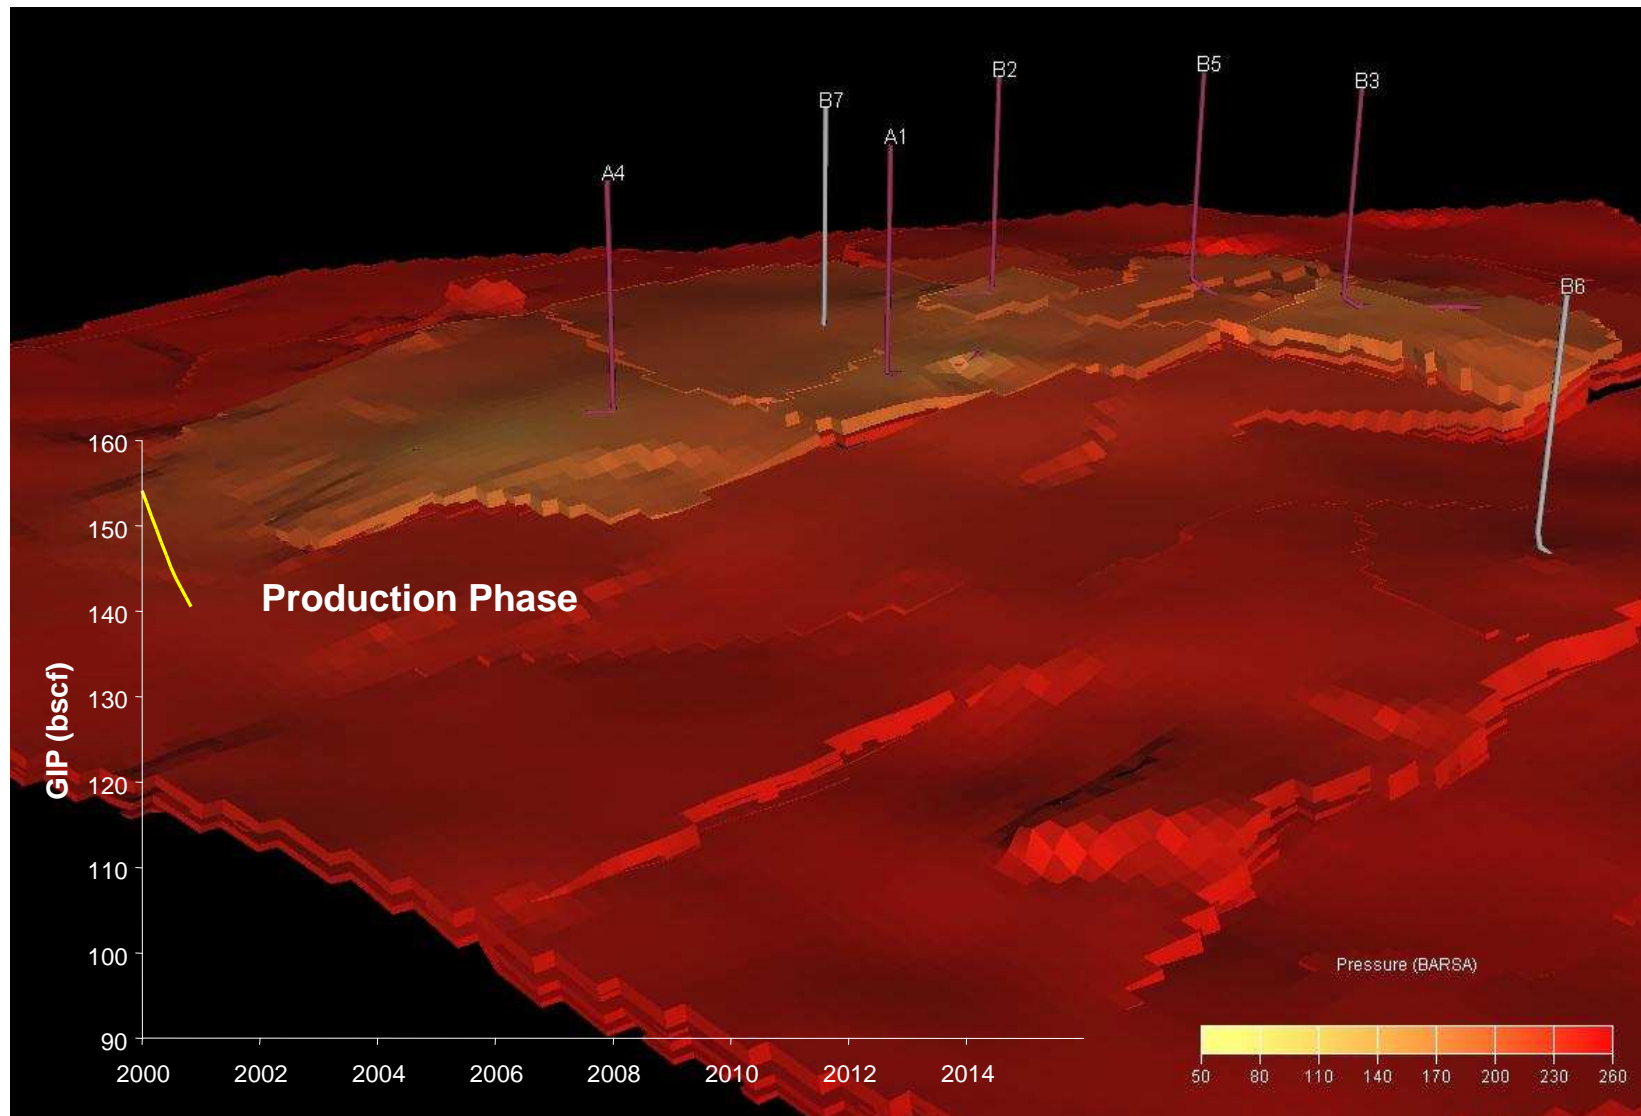 B2
B5
B3
B7
A1
A4
B6
160
150
Production Phase
140
GIP (bscf)
130
120
110
100
Pressure (BARSA)
90
2000 2002 2004 2006 2008 2010 2012 2014
50 80 110 140 170 200 230 260